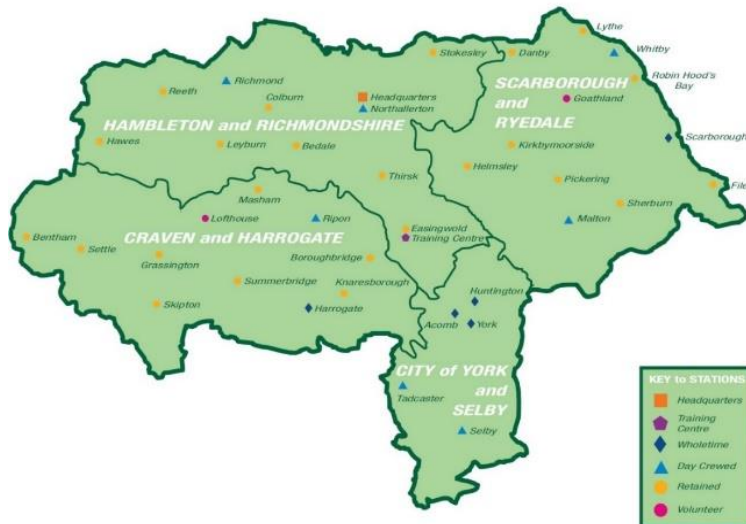 Lythe
Stokesley
Danby
Whitby
Richmond
Reeth
Colburn
Headquarters
Northallerton
SCARBOROUGH
and
RYEDALE
Goathland
Robin Hood's
Bay
HAMBLETON and RICHMONDSHIRE
Hawes
Leyburn
Bedale
Kirkbymoorside
Scarborough
Thirsk
Helmsley
Pickering
File
Masham
Sherburn
Lofthouse
Ripon
Malton
Easingwold
Training Centre
Bentham
Settle
CRAVEN and HARROGATE
Grassington
Boroughbridge
Summerbridge
Knaresborough
Skipton
Harrogate
Huntington
Acomb
York
CITY of YORK
and
SELBY
Tadcaster
Selby
KEY to STATIONS
Headquarters
Training
Centre
Wholetime
Day Crewed
Retained
Volunteer